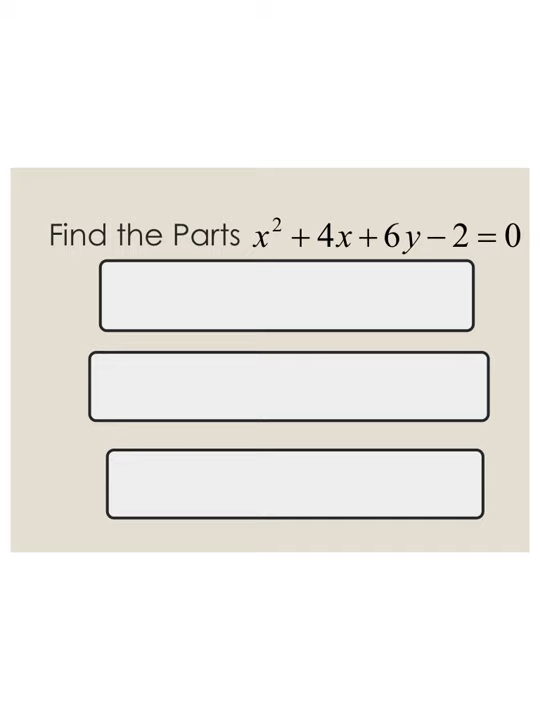 Find the Parts x² + 4x + 6y − 2 = 0